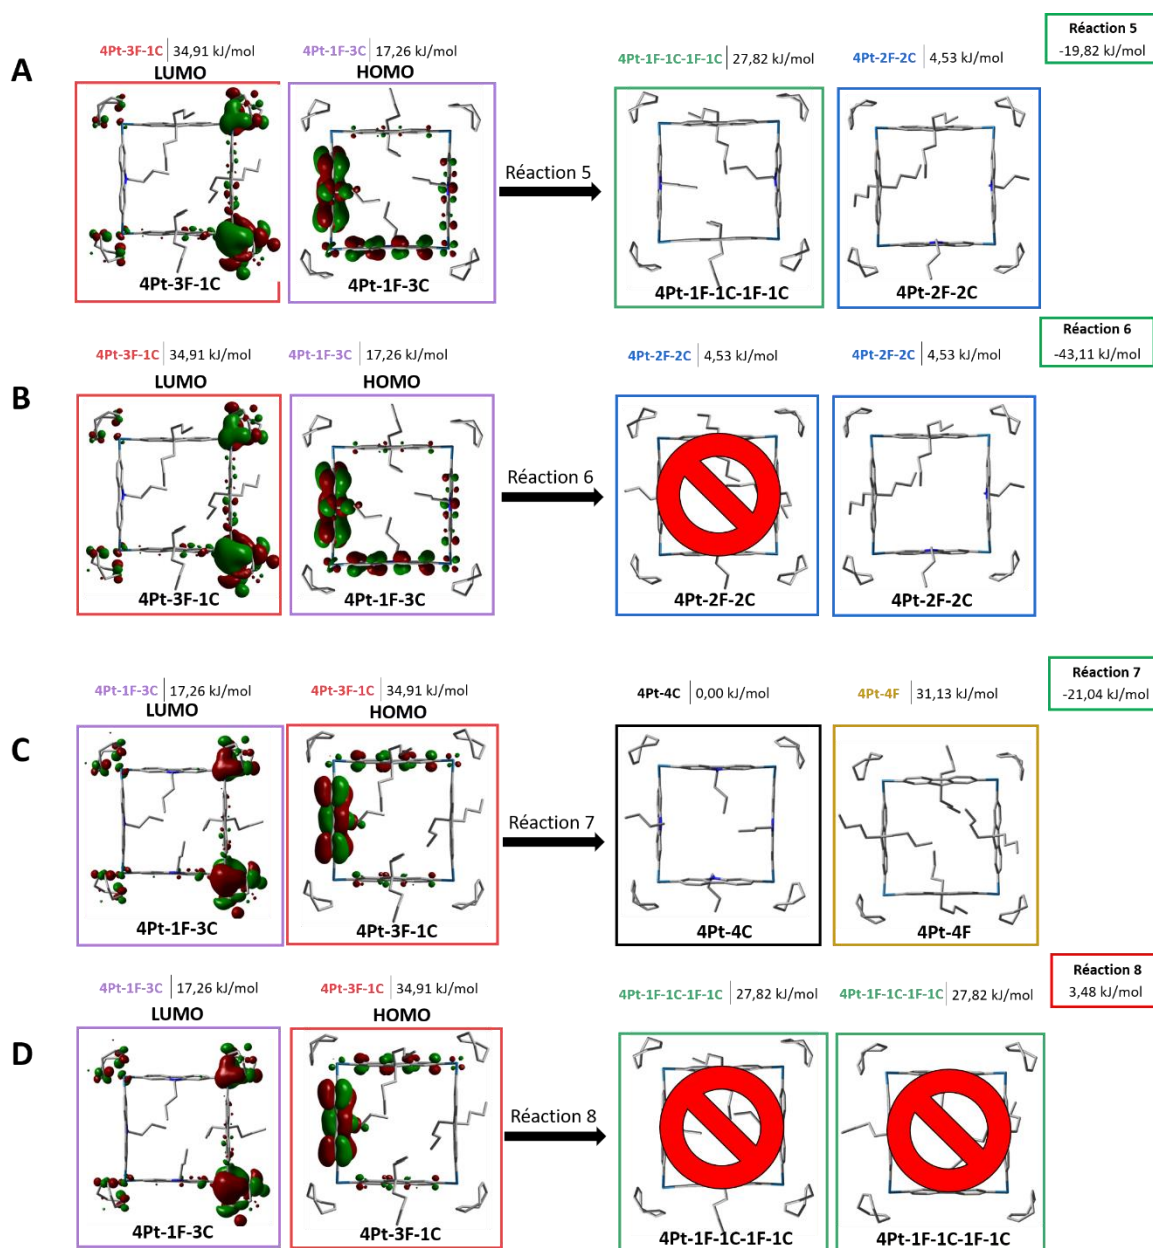 Réaction 5
-19,82 kJ/mol
A
4Pt-3F-1C 34,91 kJ/mol
LUMO
4Pt-1F-3C 17,26 kJ/mol
HOMO
4Pt-1F-1C-1F-1C 27,82 kJ/mol
4Pt-2F-2C 4,53 kJ/mol
Réaction 5
4Pt-3F-1C
4Pt-1F-3C
4Pt-1F-1C-1F-1C
4Pt-2F-2C
Réaction 6
-43,11 kJ/mol
B
4Pt-3F-1C 34,91 kJ/mol
LUMO
4Pt-1F-3C 17,26 kJ/mol
HOMO
4Pt-2F-2C 4,53 kJ/mol
4Pt-2F-2C 4,53 kJ/mol
Réaction 6
4Pt-3F-1C
4Pt-1F-3C
4Pt-2F-2C
4Pt-2F-2C
Réaction 7
-21,04 kJ/mol
C
4Pt-1F-3C 17,26 kJ/mol
LUMO
4Pt-3F-1C 34,91 kJ/mol
HOMO
4Pt-4C 0,00 kJ/mol
4Pt-4F 31,13 kJ/mol
Réaction 7
4Pt-1F-3C
4Pt-3F-1C
4Pt-4C
4Pt-4F
Réaction 8
3,48 kJ/mol
D
4Pt-1F-3C 17,26 kJ/mol
LUMO
4Pt-3F-1C 34,91 kJ/mol
HOMO
4Pt-1F-1C-1F-1C 27,82 kJ/mol
4Pt-1F-1C-1F-1C 27,82 kJ/mol
Réaction 8
4Pt-1F-3C
4Pt-3F-1C
4Pt-1F-1C-1F-1C
4Pt-1F-1C-1F-1C